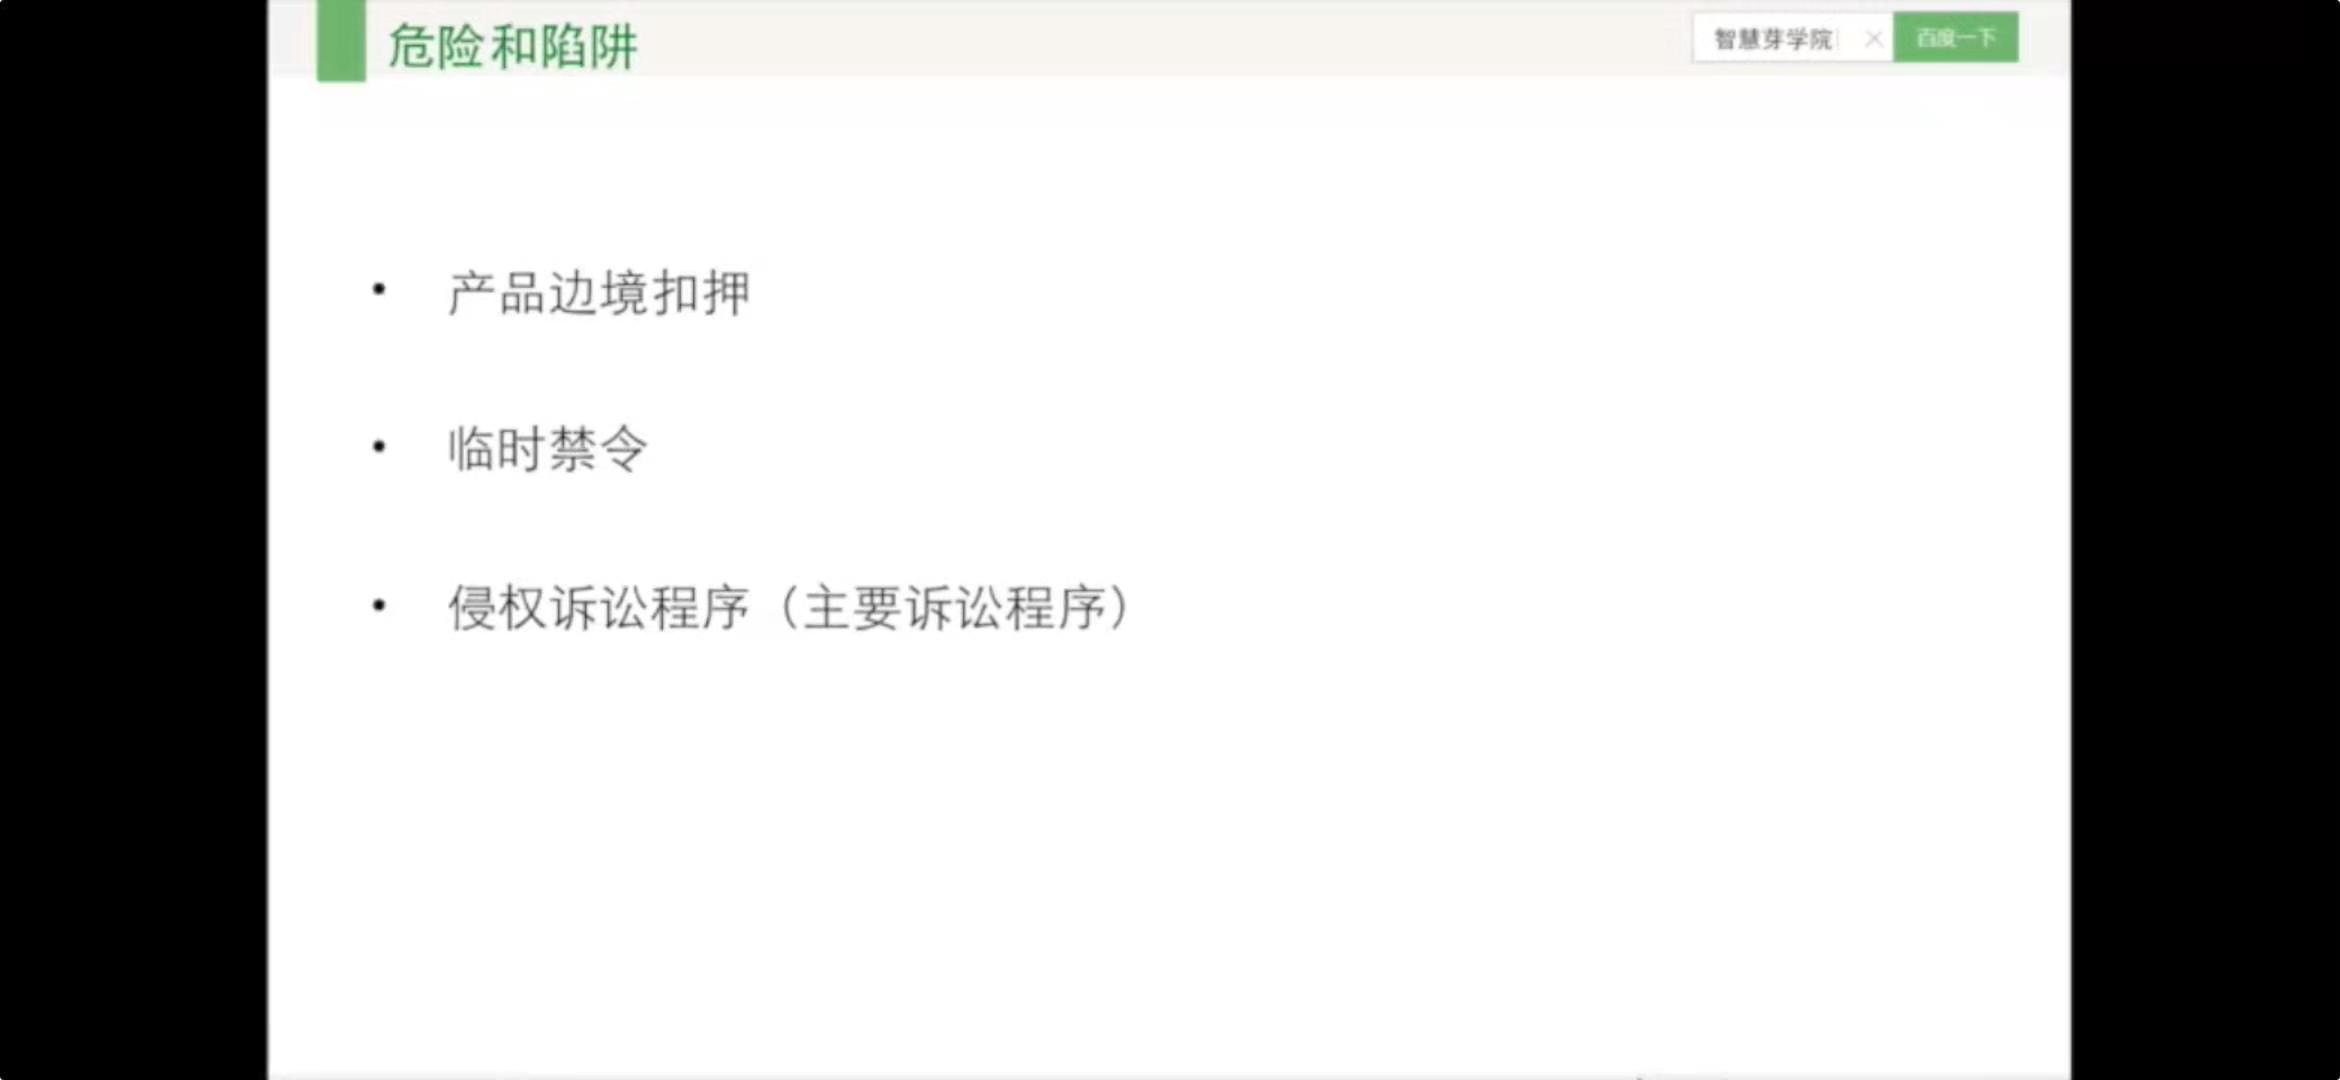 危险和陷阱
智慧芽学院
百度一下
• 产品边境扣押
• 临时禁令
• 侵权诉讼程序（主要诉讼程序）